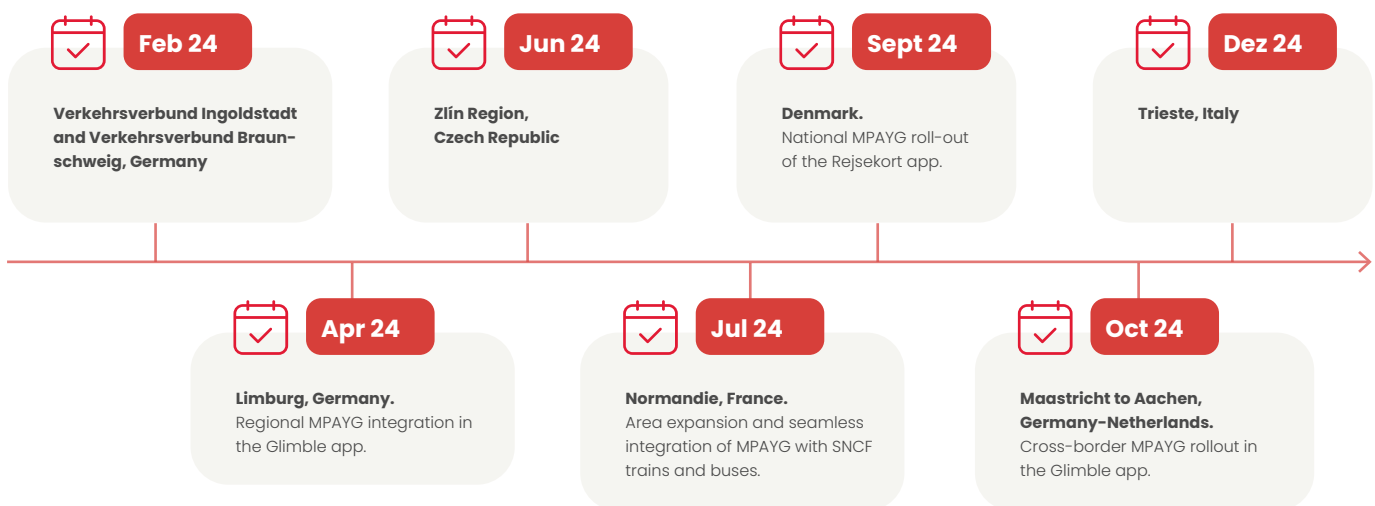 Feb 24
Verkehrsverbund Ingoldstadt
and Verkehrsverbund Braun-
schweig, Germany
Apr 24
Limburg, Germany.
Regional MPAYG integration in
the Glimble app.
Jun 24
Zlín Region,
Czech Republic
Jul 24
Normandie, France.
Area expansion and seamless
integration of MPAYG with SNCF
trains and buses.
Sept 24
Denmark.
National MPAYG roll-out
of the Rejsekort app.
Oct 24
Maastricht to Aachen,
Germany-Netherlands.
Cross-border MPAYG rollout in
the Glimble app.
Dez 24
Trieste, Italy